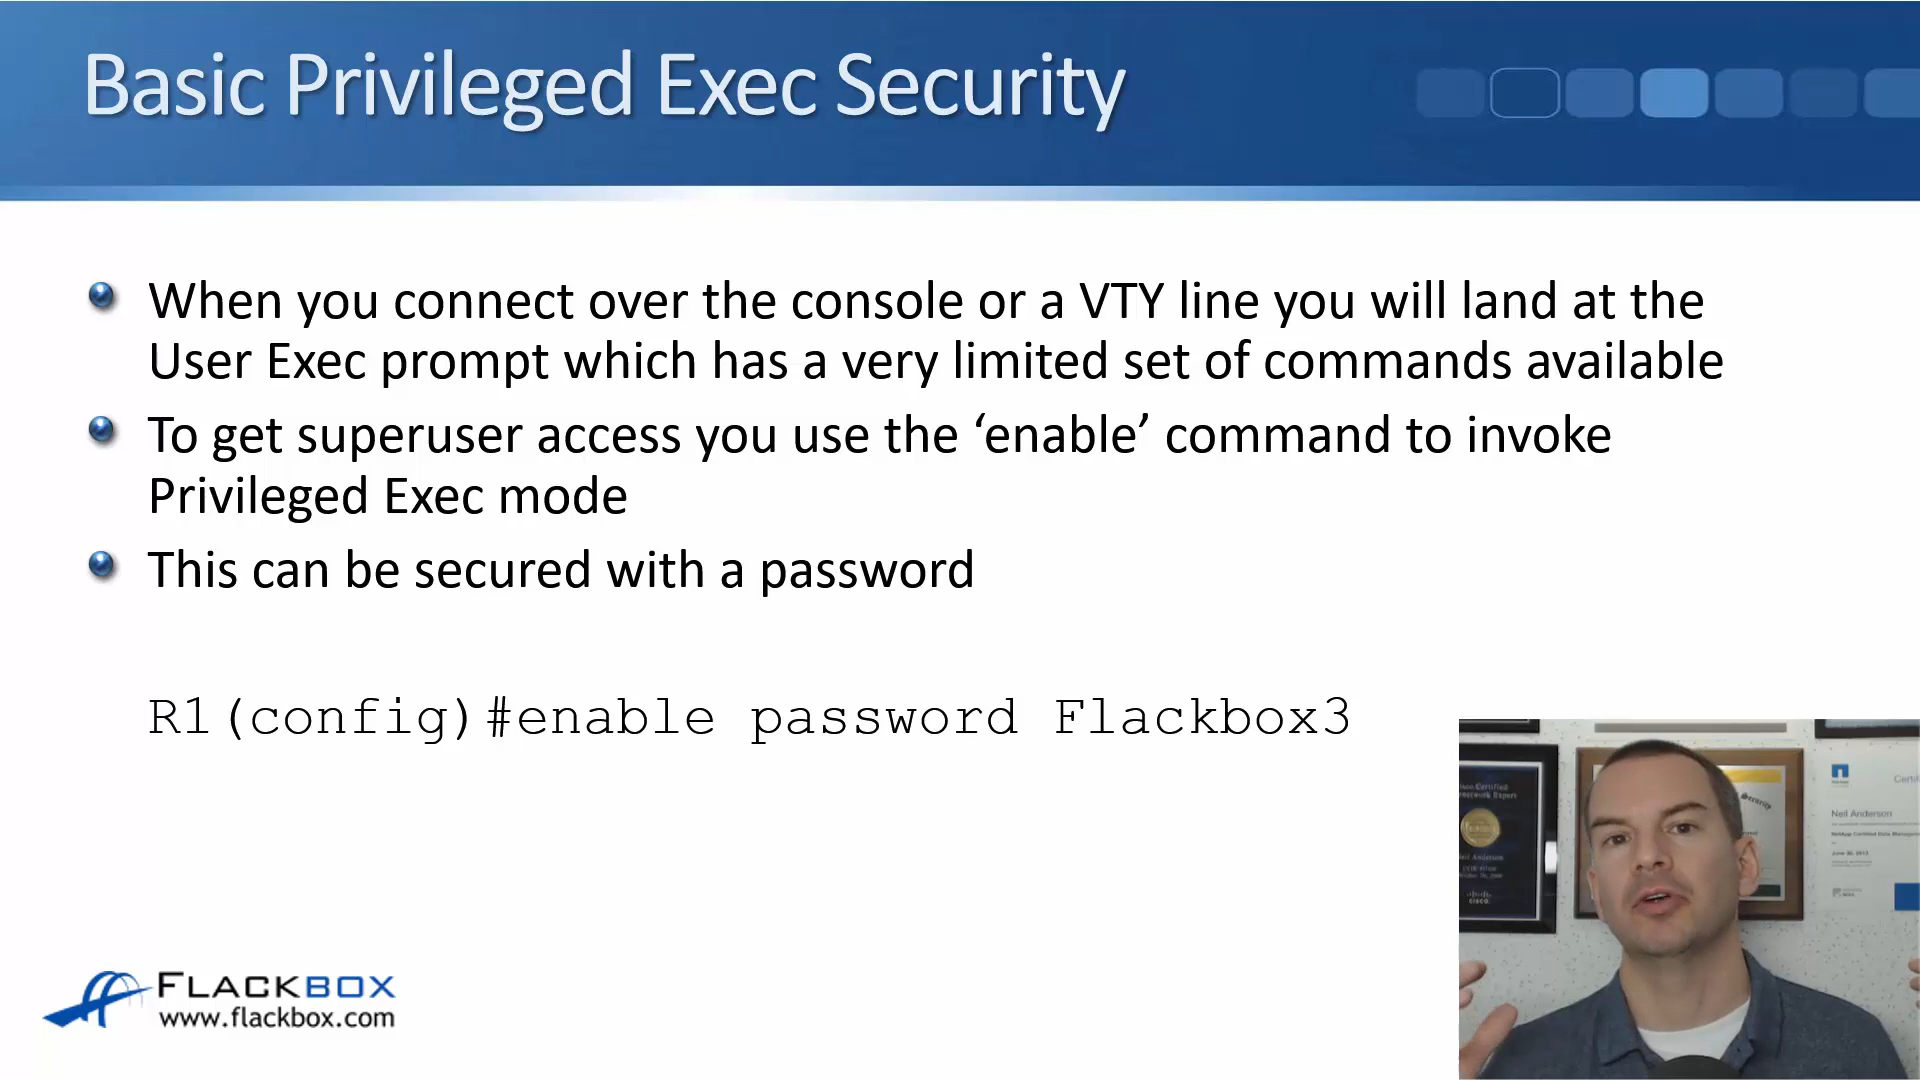 Basic Privileged Exec Security
When you connect over the console or a VTY line you will land at the
User Exec prompt which has a very limited set of commands available
To get superuser access you use the ‘enable’ command to invoke
Privileged Exec mode
This can be secured with a password
R1(config)#enable password Flackbox3
FLACKBOX
www.flackbox.com
Neil Anderson
CISCO
Security